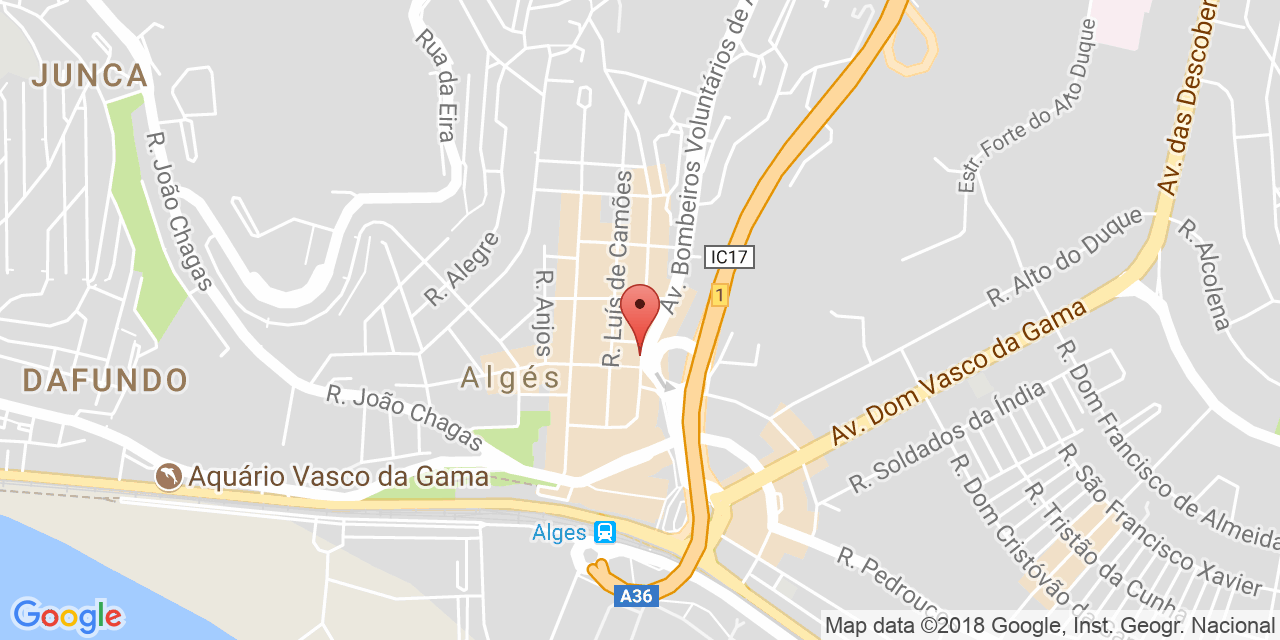 JUNCA
Rua da Eira
Av. Bombeiros Voluntários de
Estr. Forte do Alto Duque
Av. das Descober
R. João Chagas
R. Alegre
R. Luís de Camões
R. Anjos
IC17
1
R. Alto do Duque
R. Alcolena
DAFUNDO
Algés
R. João Chagas
Av. Dom Vasco da Gama
R. Soldados da Índia
R. Dom Francisco de Almeida
R. São Francisco Xavier
R. Tristão da Cunha
R. Dom Cristóvão da
Aquário Vasco da Gama
Alges
R. Pedrouço
A36
Google
Map data ©2018 Google, Inst. Geogr. Nacional